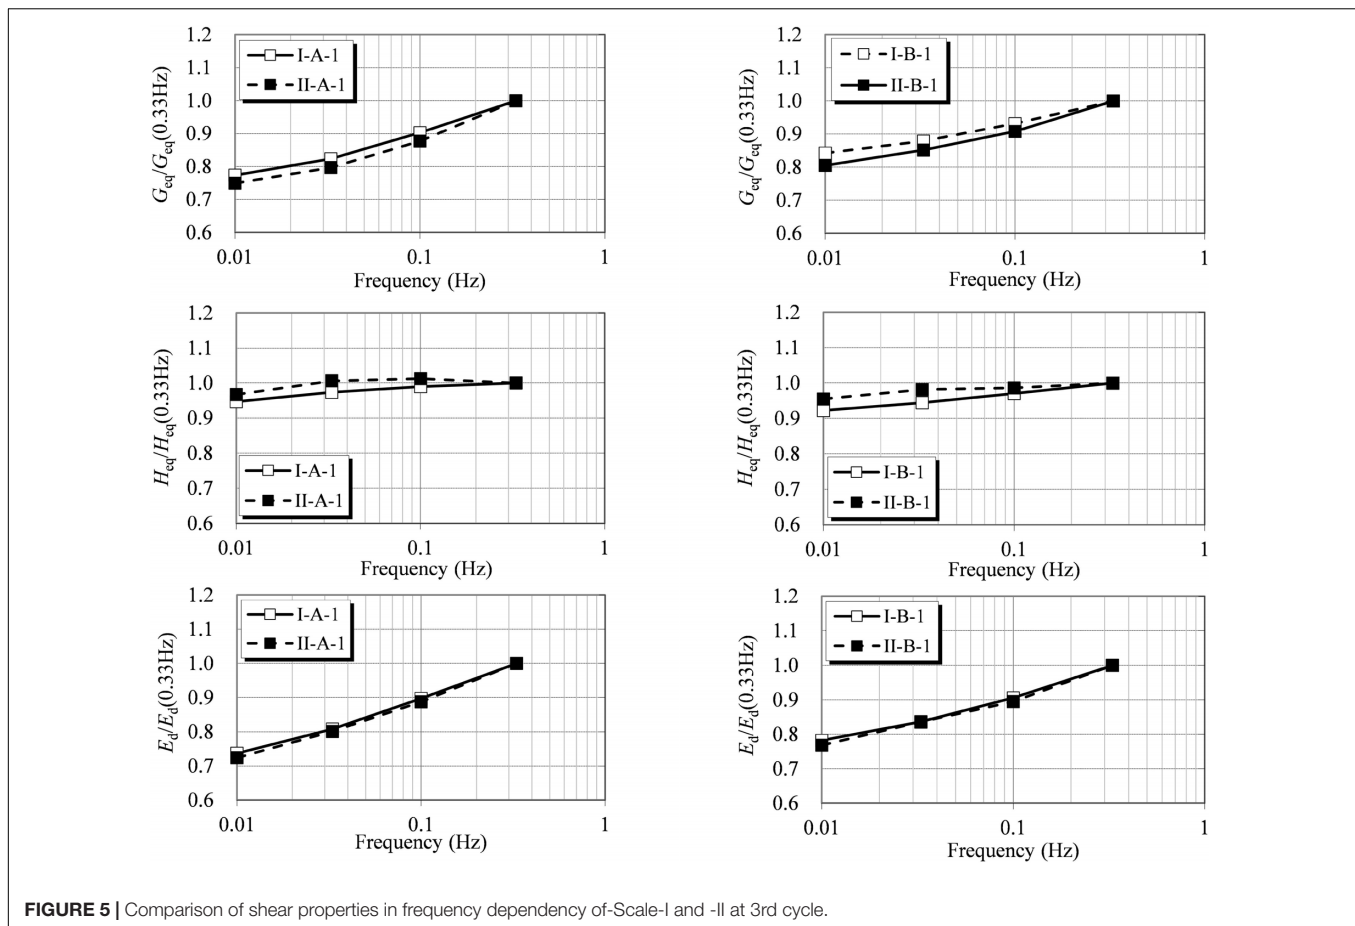 1.2
1.1
1.0
0.9
0.8
0.7
0.6
0.01
0.1
1
Geq/Geq(0.33Hz)
Frequency (Hz)
I-A-1
II-A-1
1.2
1.1
1.0
0.9
0.8
0.7
0.6
0.01
0.1
1
Geq/Geq(0.33Hz)
Frequency (Hz)
I-B-1
II-B-1
1.2
1.1
1.0
0.9
0.8
0.7
0.6
0.01
0.1
1
Heq/Heq(0.33Hz)
Frequency (Hz)
I-A-1
II-A-1
1.2
1.1
1.0
0.9
0.8
0.7
0.6
0.01
0.1
1
Heq/Heq(0.33Hz)
Frequency (Hz)
I-B-1
II-B-1
1.2
1.1
1.0
0.9
0.8
0.7
0.6
0.01
0.1
1
Ed/Ed(0.33Hz)
Frequency (Hz)
I-A-1
II-A-1
1.2
1.1
1.0
0.9
0.8
0.7
0.6
0.01
0.1
1
Ed/Ed(0.33Hz)
Frequency (Hz)
I-B-1
II-B-1
FIGURE 5 | Comparison of shear properties in frequency dependency of-Scale-I and -II at 3rd cycle.